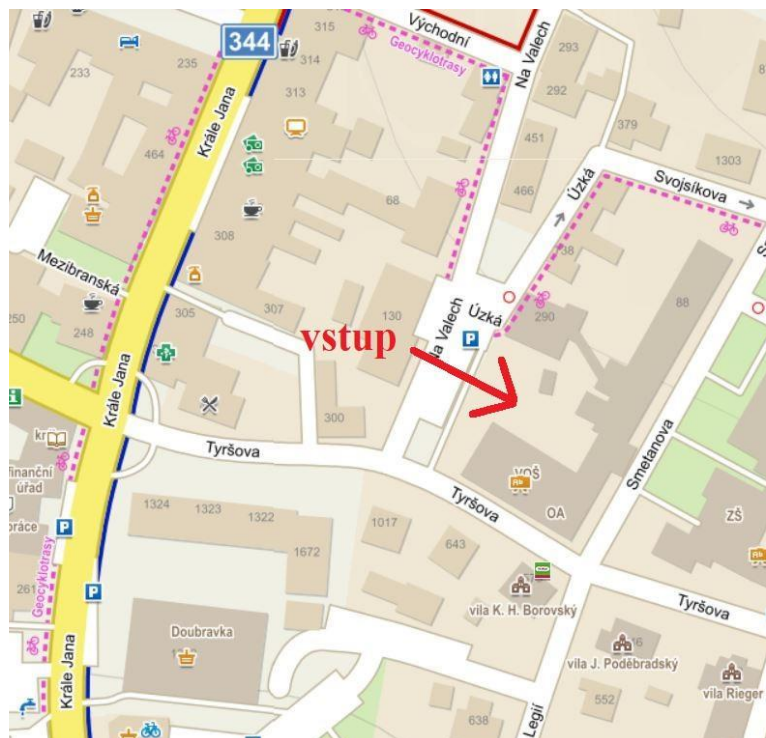 315
Východní
Na Valech
293
344
314
Geocyklotrasy
235
233
292
313
Krále Jana
451
379
464
1303
466
Úzká
Svojsíkova
68
308
38
Mezibranská
88
307
130
290
Úzká
250
248
305
vstup
Na Valech
P
Krále Jana
300
Smetanova
Tyršova
finanční
úřad
VOŠ
OA
Tyršova
ZŠ
1324
1323
1322
1017
práce
P
643
1672
261
P
Geocyklotrasy
vila K. H. Borovský
Tyršova
Doubravka
vila J. Poděbradský
Krále Jana
552
vila Rieger
638
Legií